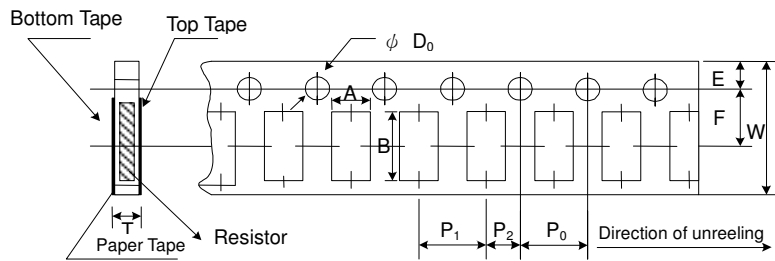 Bottom Tape
Top Tape
ϕ D₀
A
B
E
F
W
T
Paper Tape
Resistor
P₁
P₂
P₀
Direction of unreeling